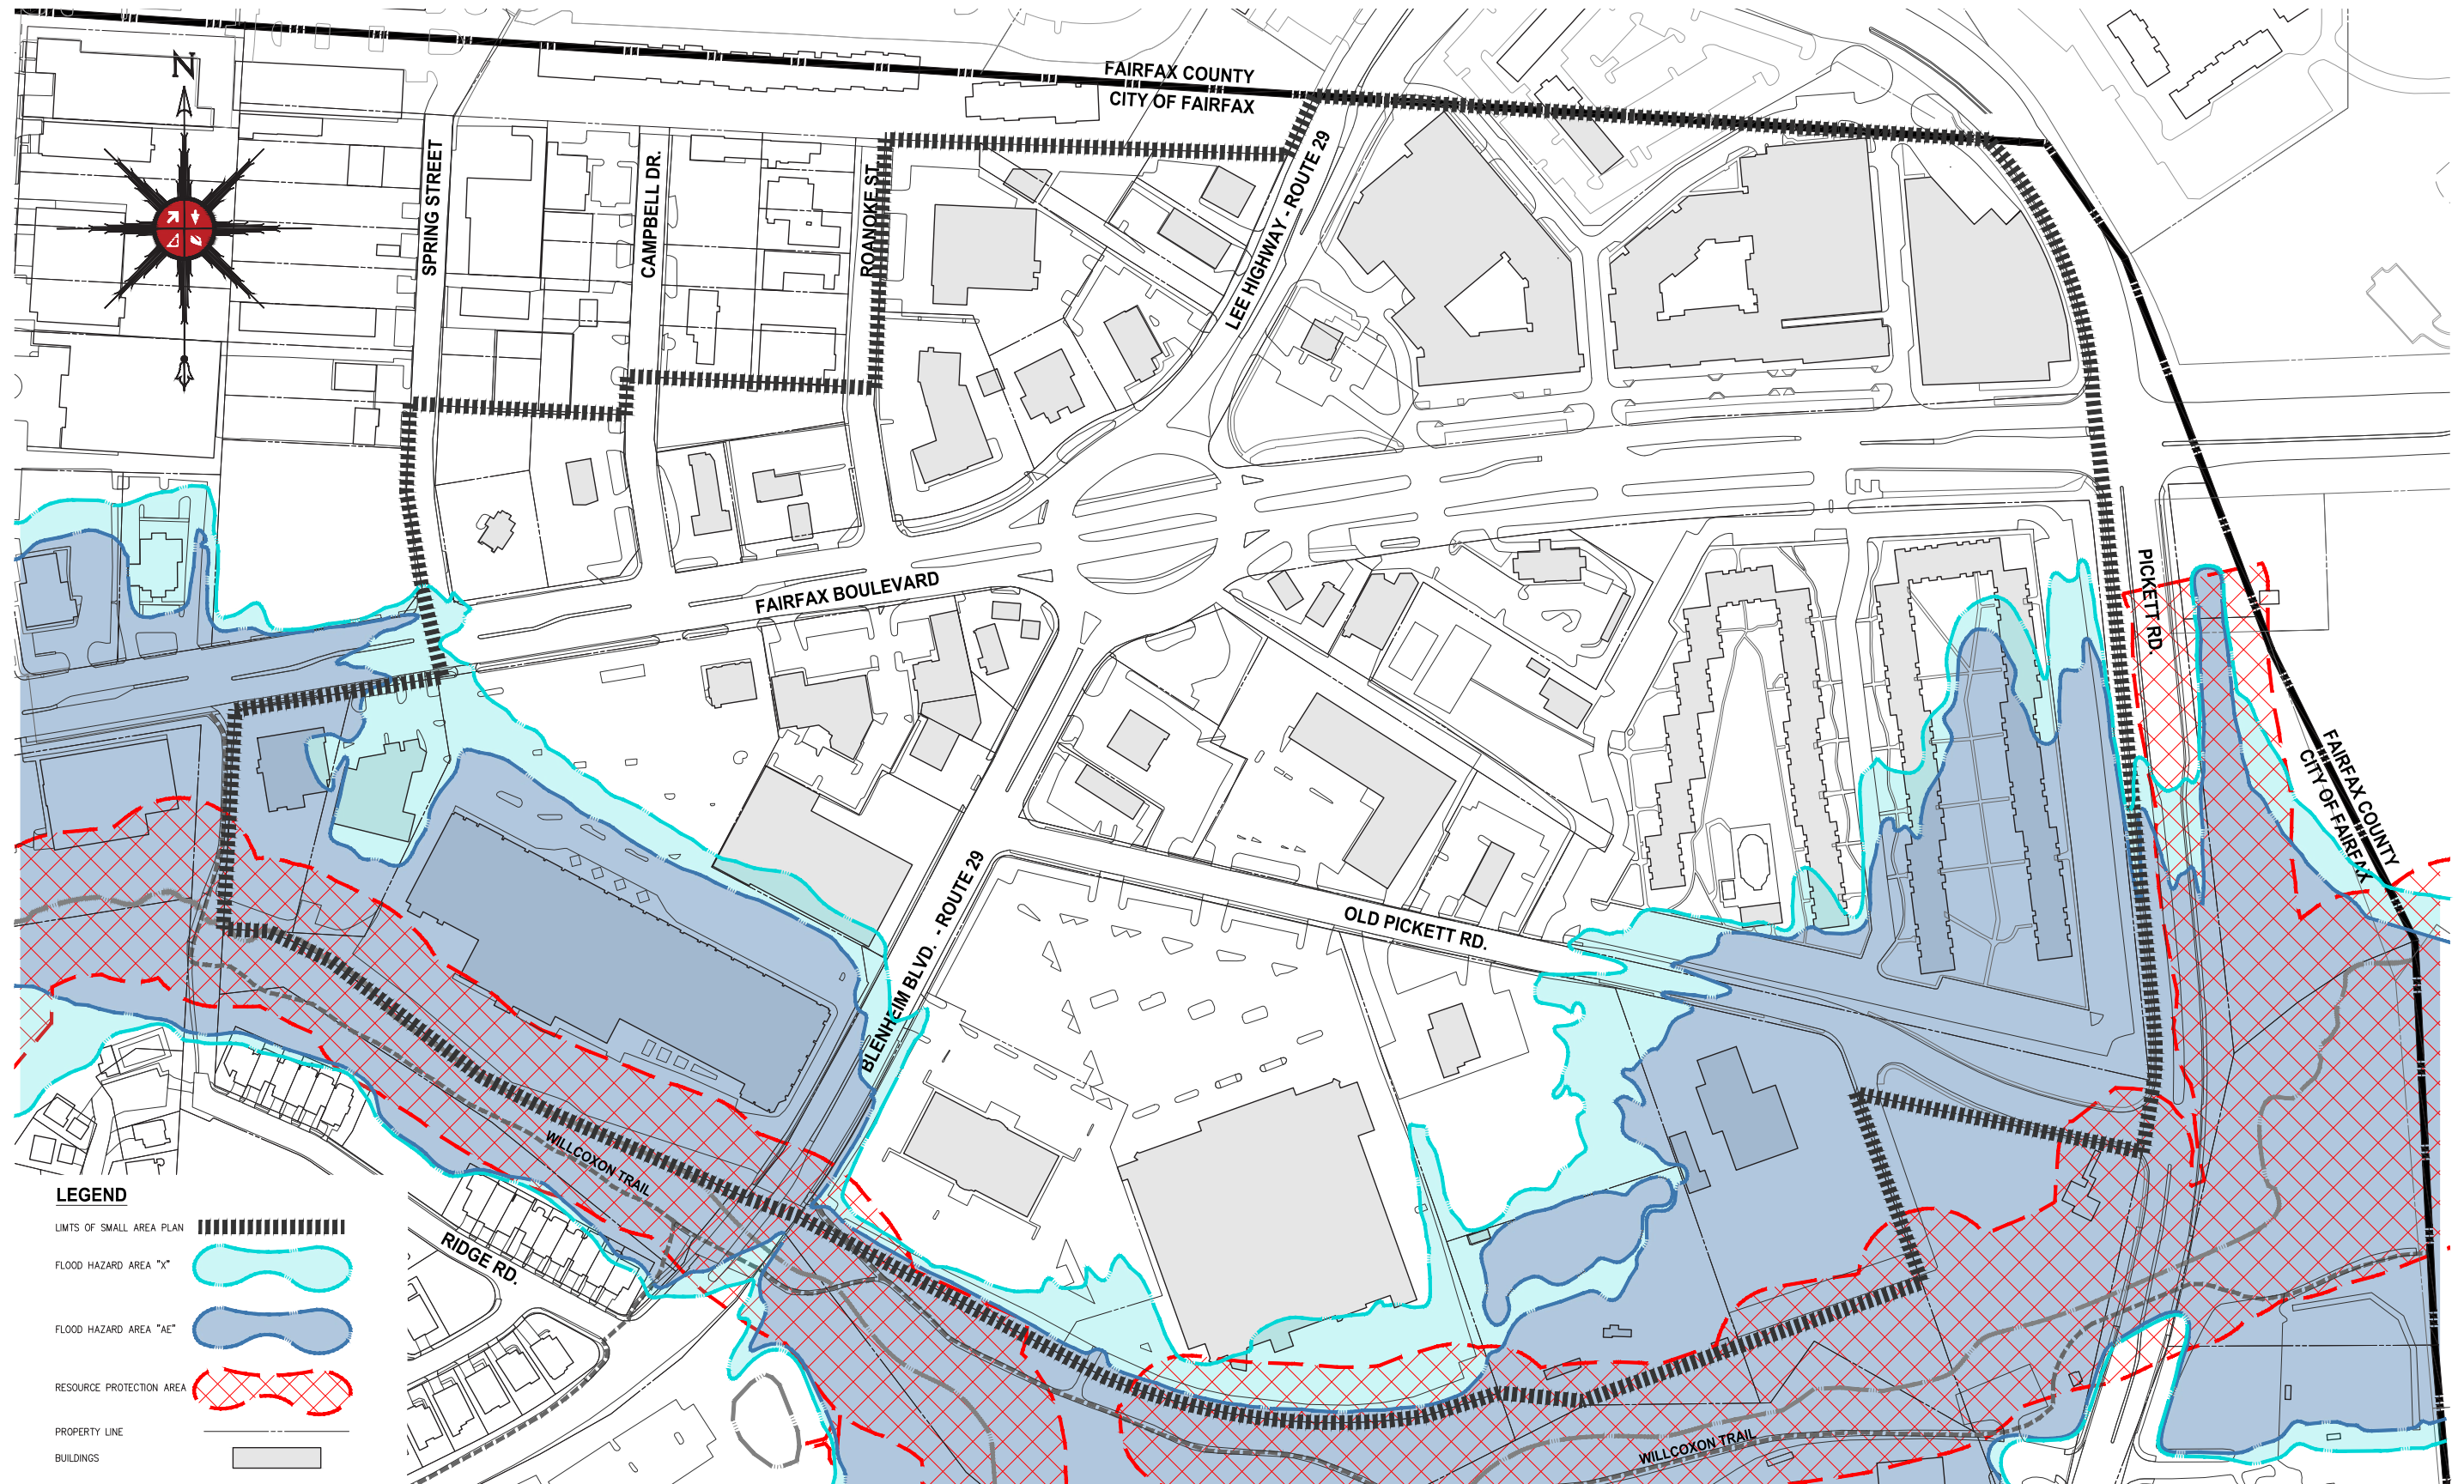 N
FAIRFAX COUNTY
CITY OF FAIRFAX
SPRING STREET
CAMPBELL DR.
ROANOKE ST.
LEE HIGHWAY - ROUTE 29
PICKETT RD.
FAIRFAX BOULEVARD
FAIRFAX COUNTY
CITY OF FAIRFAX
BLENHEIM BLVD. - ROUTE 29
OLD PICKETT RD.
WILLCOXON TRAIL
RIDGE RD.
WILLCOXON TRAIL
LEGEND
LIMTS OF SMALL AREA PLAN
FLOOD HAZARD AREA "X"
FLOOD HAZARD AREA "AE"
RESOURCE PROTECTION AREA
PROPERTY LINE
BUILDINGS